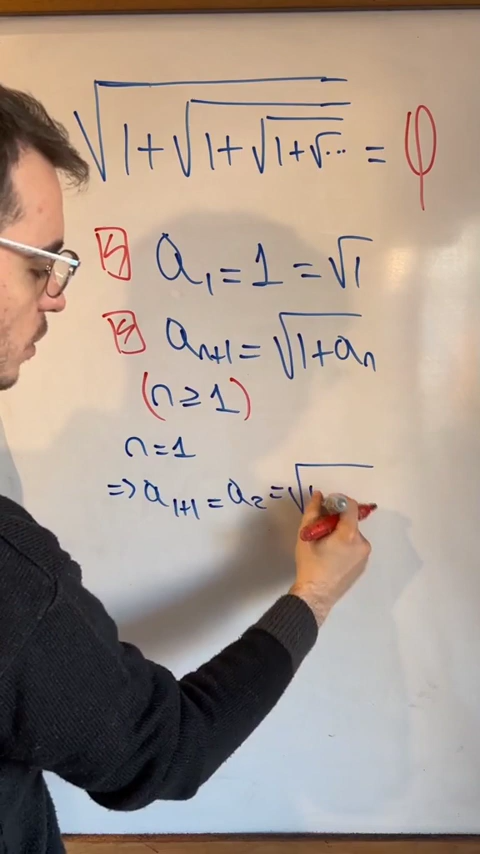 √1+√1+√1+√... = φ
a₁ = 1 = √1
aₙ₊₁ = √1+aₙ
(n ≥ 1)
n = 1
⇒ a₁₊₁ = a₂ = √1